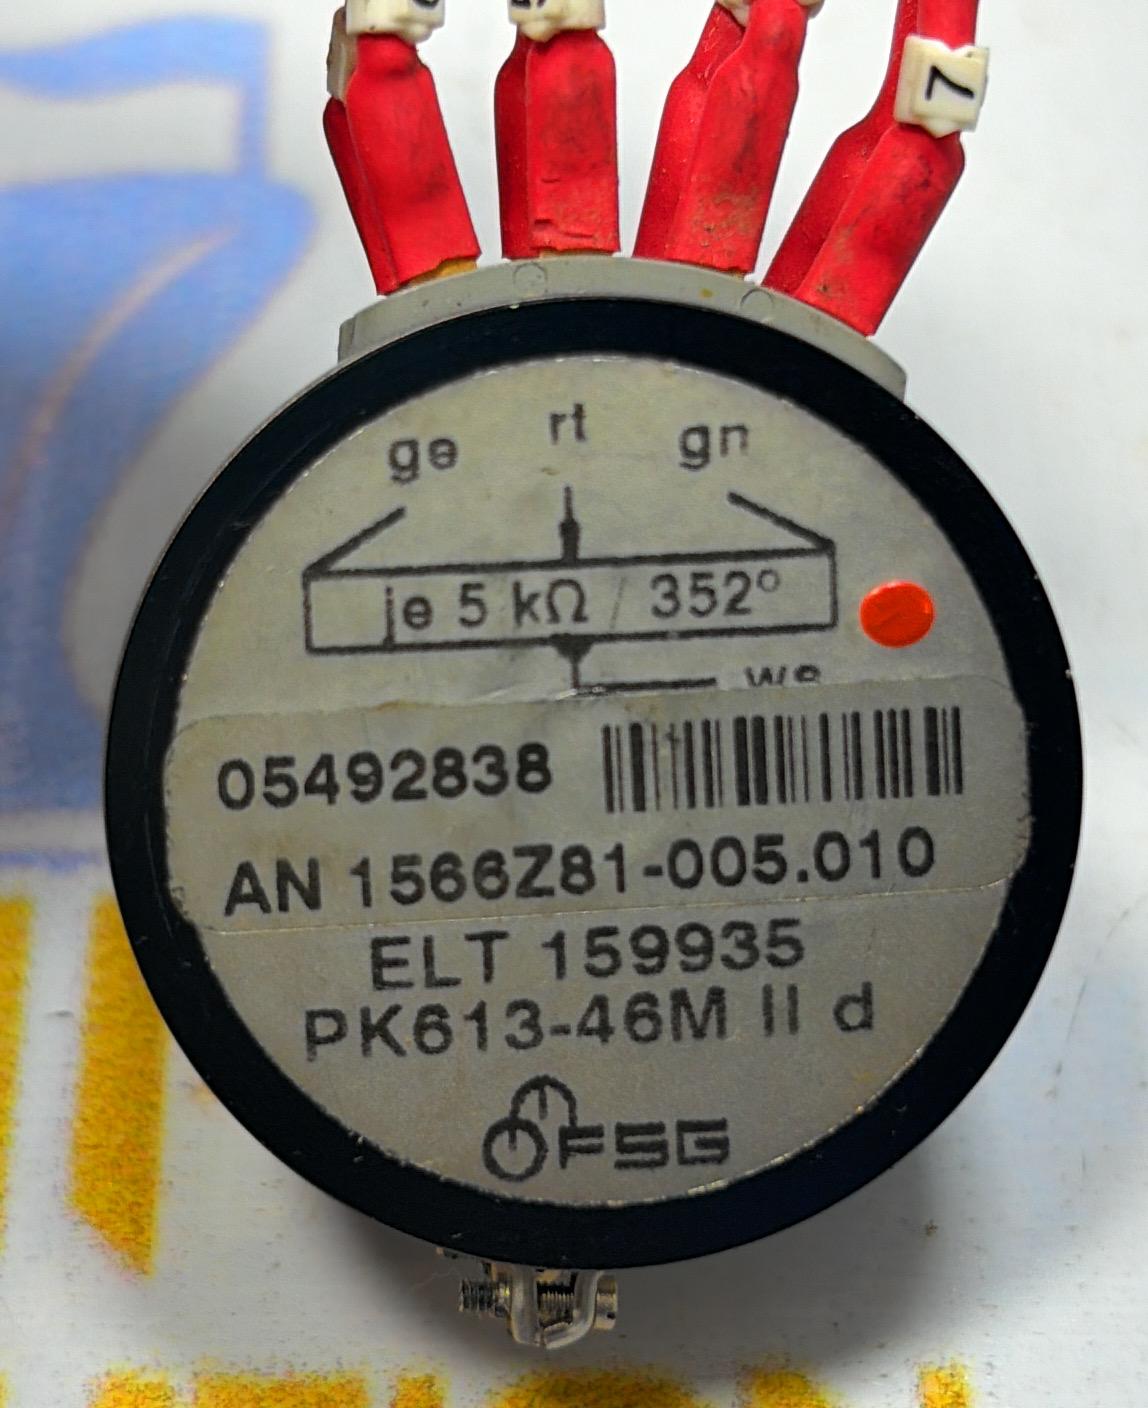 7
ge rt gn
je 5 kΩ / 352°
ws
05492838
AN 1566Z81-005.010
ELT 159935
PK613-46M II d
FSG